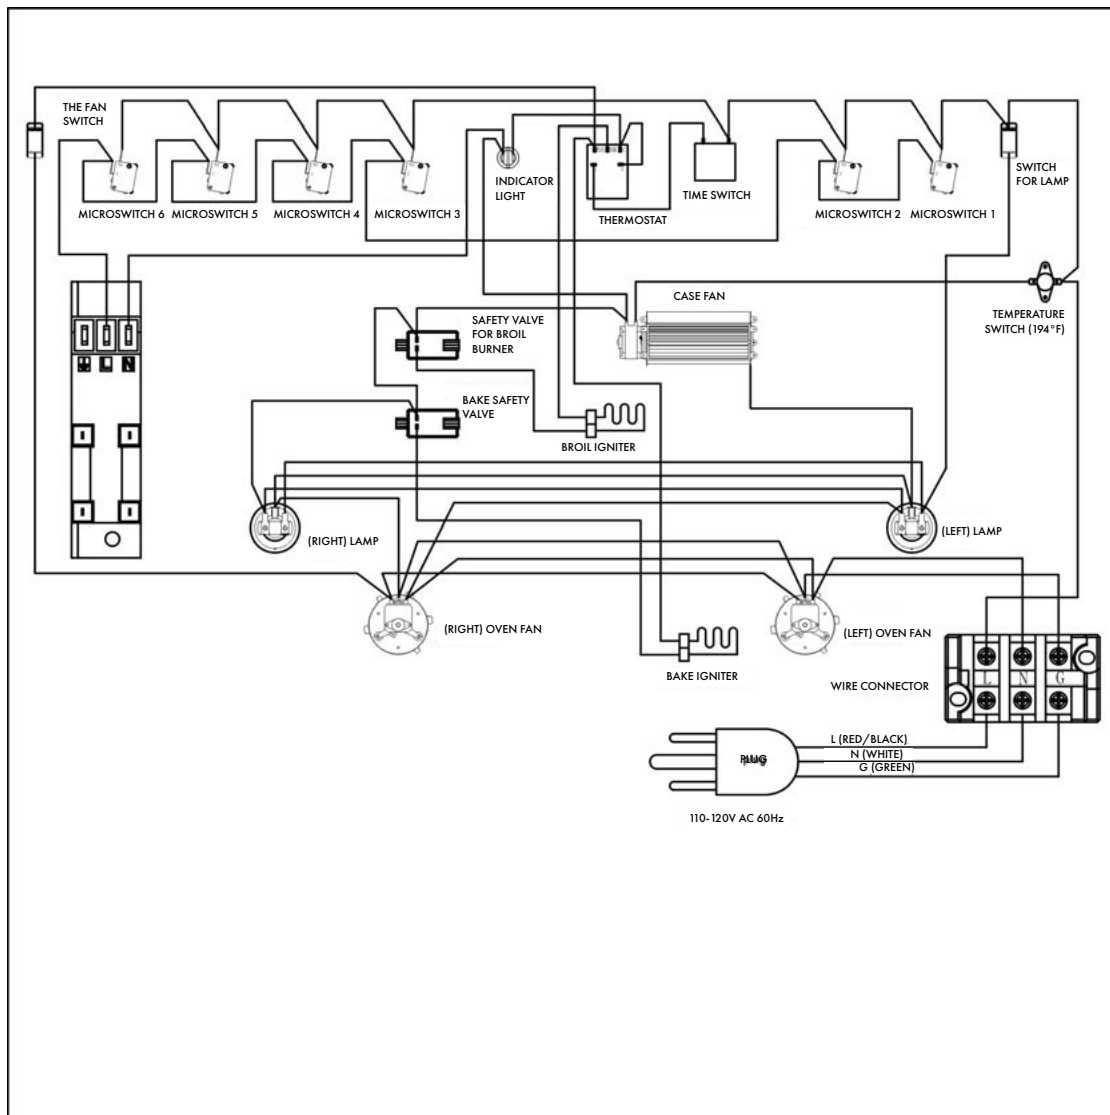 THE FAN
SWITCH
MICROSWITCH 6
MICROSWITCH 5
MICROSWITCH 4
MICROSWITCH 3
INDICATOR
LIGHT
THERMOSTAT
TIME SWITCH
MICROSWITCH 2
MICROSWITCH 1
SWITCH
FOR LAMP
TEMPERATURE
SWITCH (194°F)
CASE FAN
SAFETY VALVE
FOR BROIL
BURNER
BAKE SAFETY
VALVE
L N
BROIL IGNITER
(RIGHT) LAMP
(LEFT) LAMP
(RIGHT) OVEN FAN
(LEFT) OVEN FAN
BAKE IGNITER
WIRE CONNECTOR
L N G
L (RED/BLACK)
N (WHITE)
G (GREEN)
PLUG
110-120V AC 60Hz